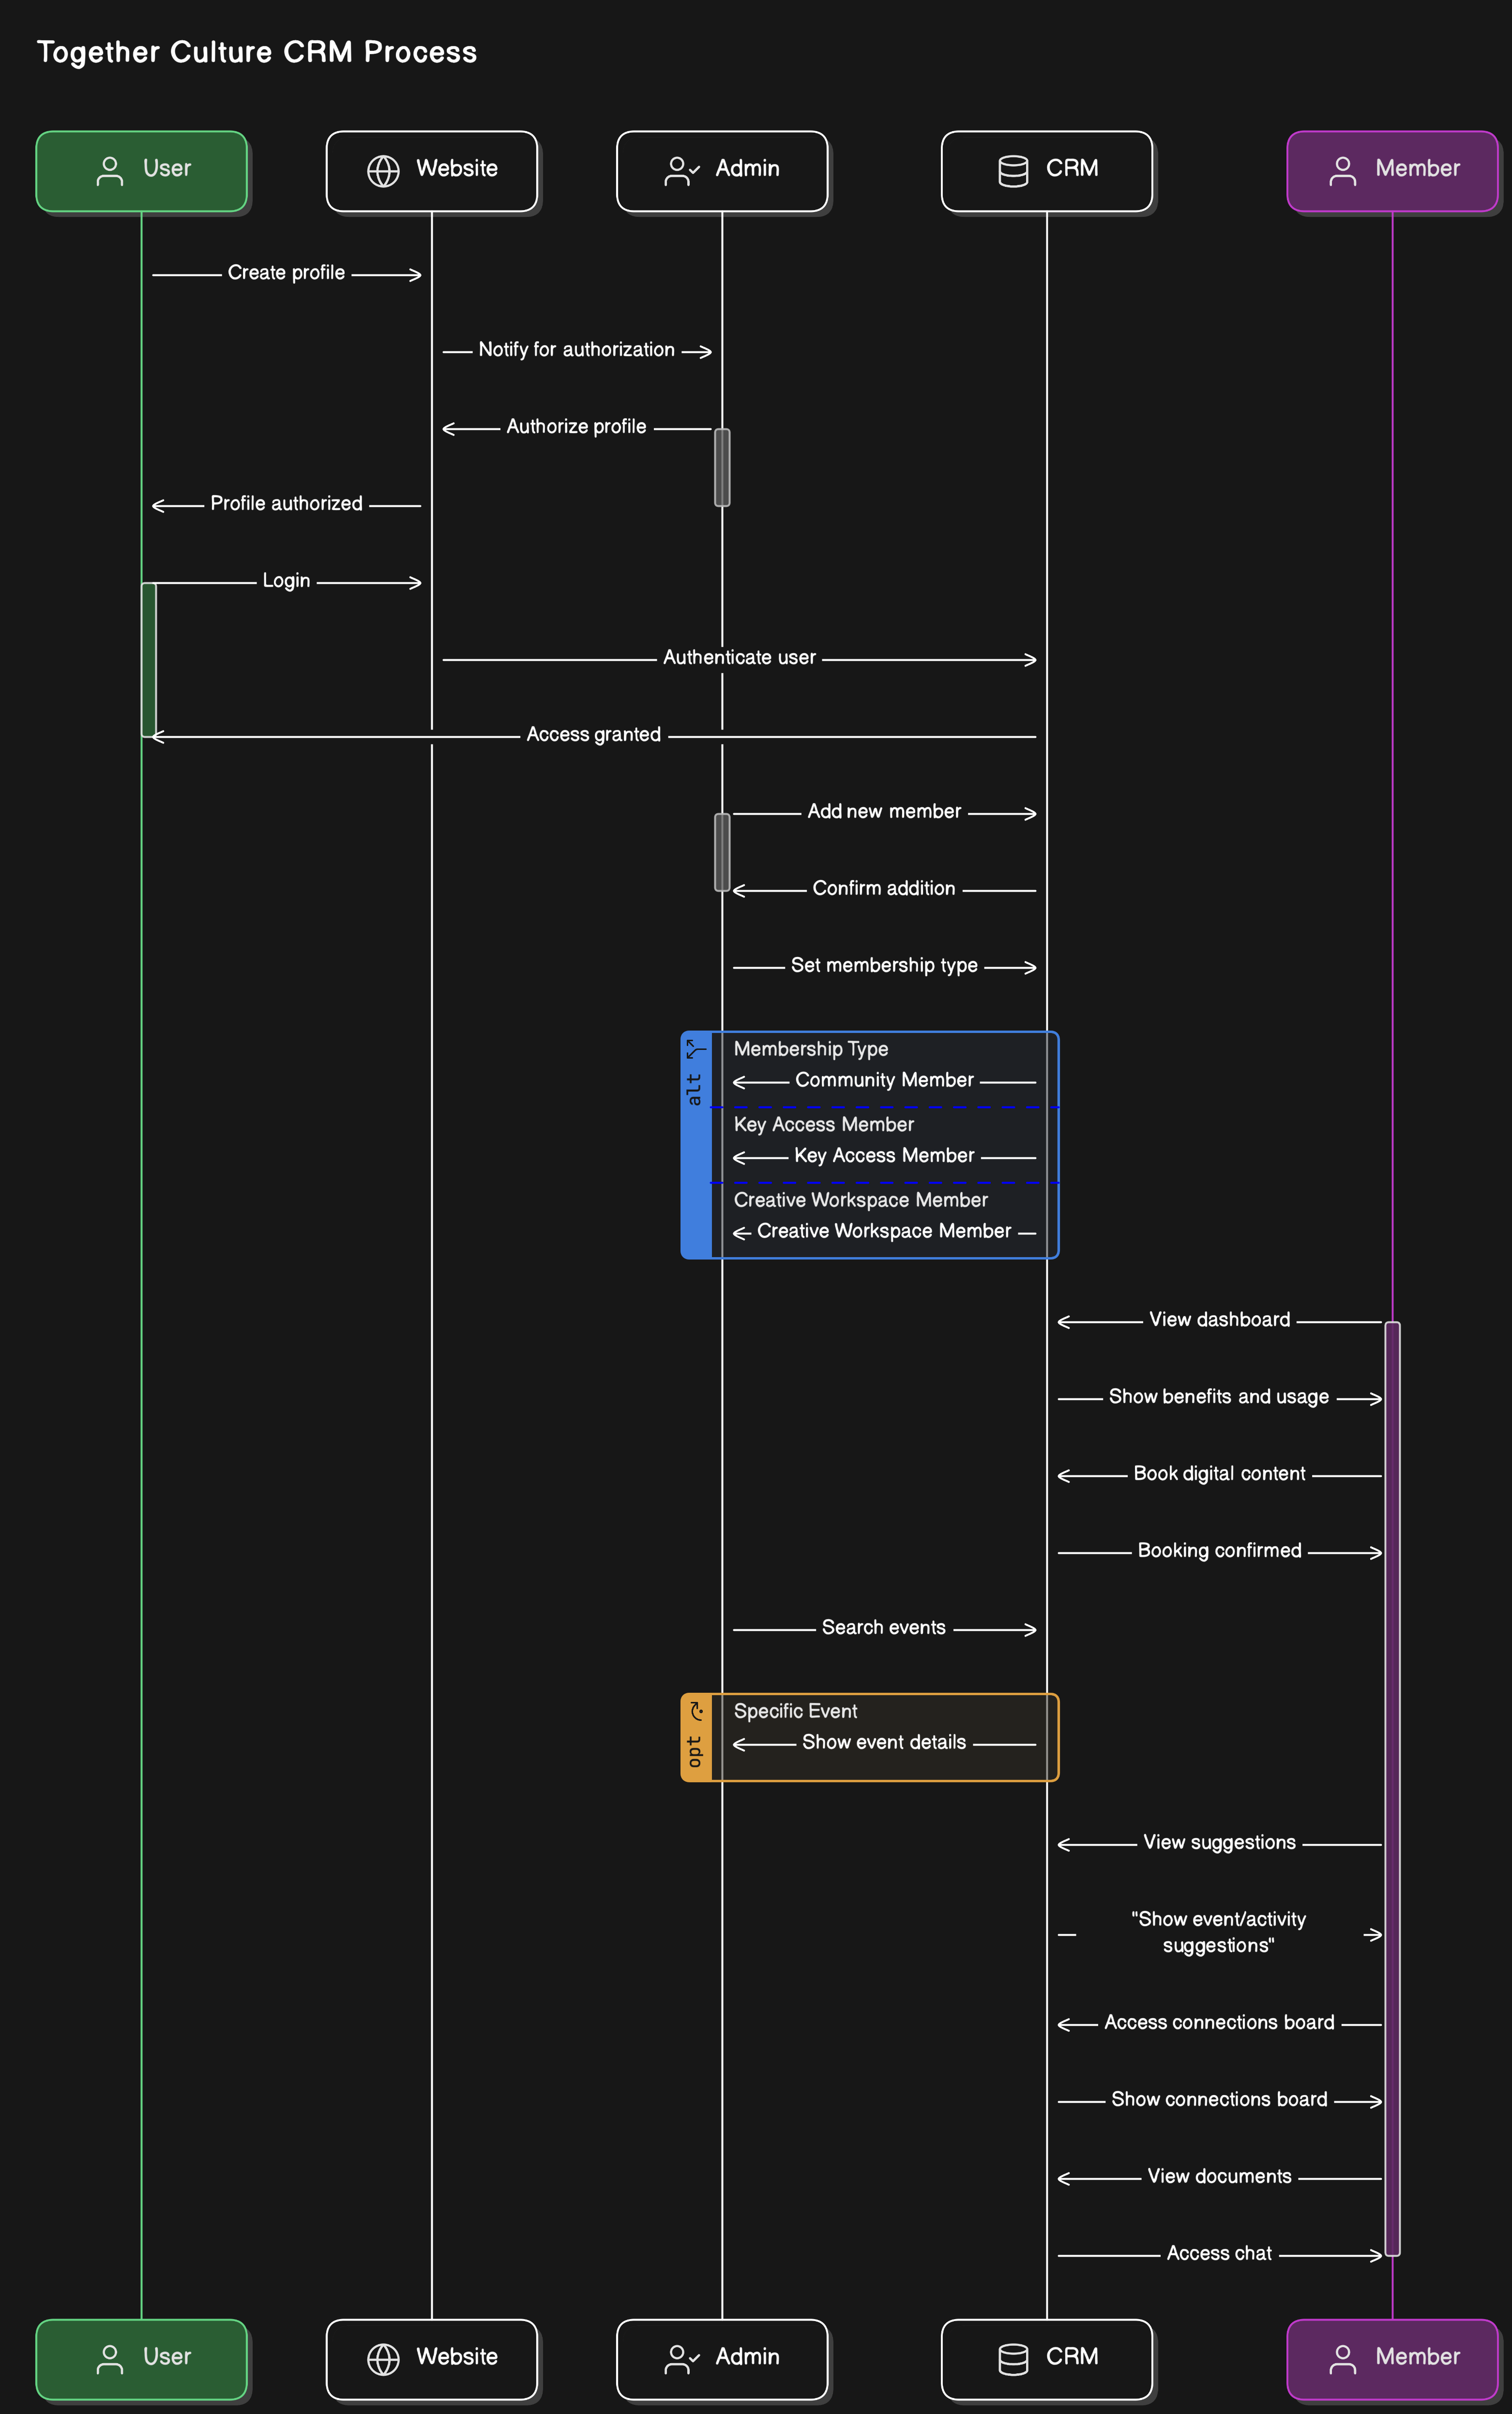 Together Culture CRM Process
User
Website
Admin
CRM
Member
Create profile
Notify for authorization
Authorize profile
Profile authorized
Login
Authenticate user
Access granted
Add new member
Confirm addition
Set membership type
alt
Membership Type
Community Member
Key Access Member
Key Access Member
Creative Workspace Member
Creative Workspace Member
View dashboard
Show benefits and usage
Book digital content
Booking confirmed
Search events
opt
Specific Event
Show event details
View suggestions
"Show event/activity
suggestions"
Access connections board
Show connections board
View documents
Access chat
User
Website
Admin
CRM
Member